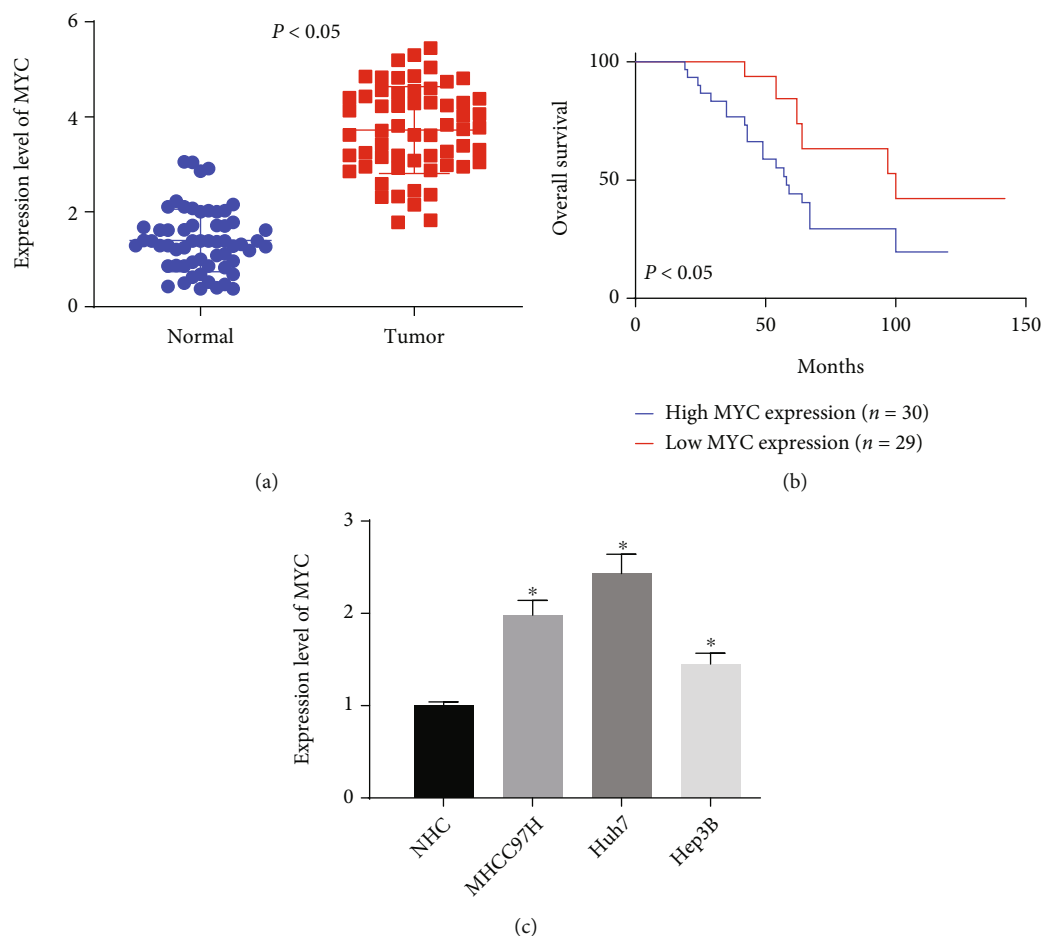 6
4
2
0
Expression level of MYC
P < 0.05
Normal
Tumor
(a)
100
50
0
Overall survival
P < 0.05
0
50
100
150
Months
High MYC expression (n = 30)
Low MYC expression (n = 29)
(b)
3
2
1
0
Expression level of MYC
*
*
*
NHC
MHCC97H
Huh7
Hep3B
(c)